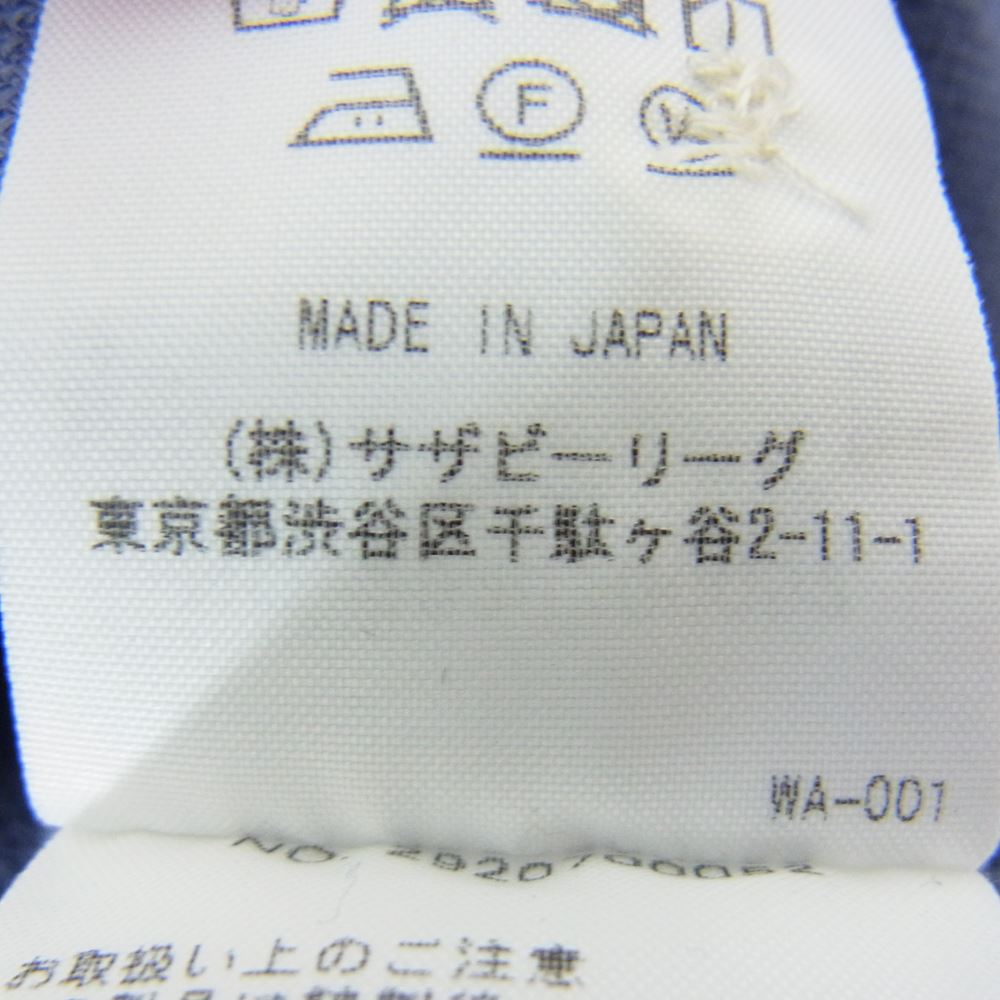 F
MADE IN JAPAN
(株)サザビーリーグ
東京都渋谷区千駄ヶ谷2-11-1
WA-001
NO.
お取扱い上のご注意